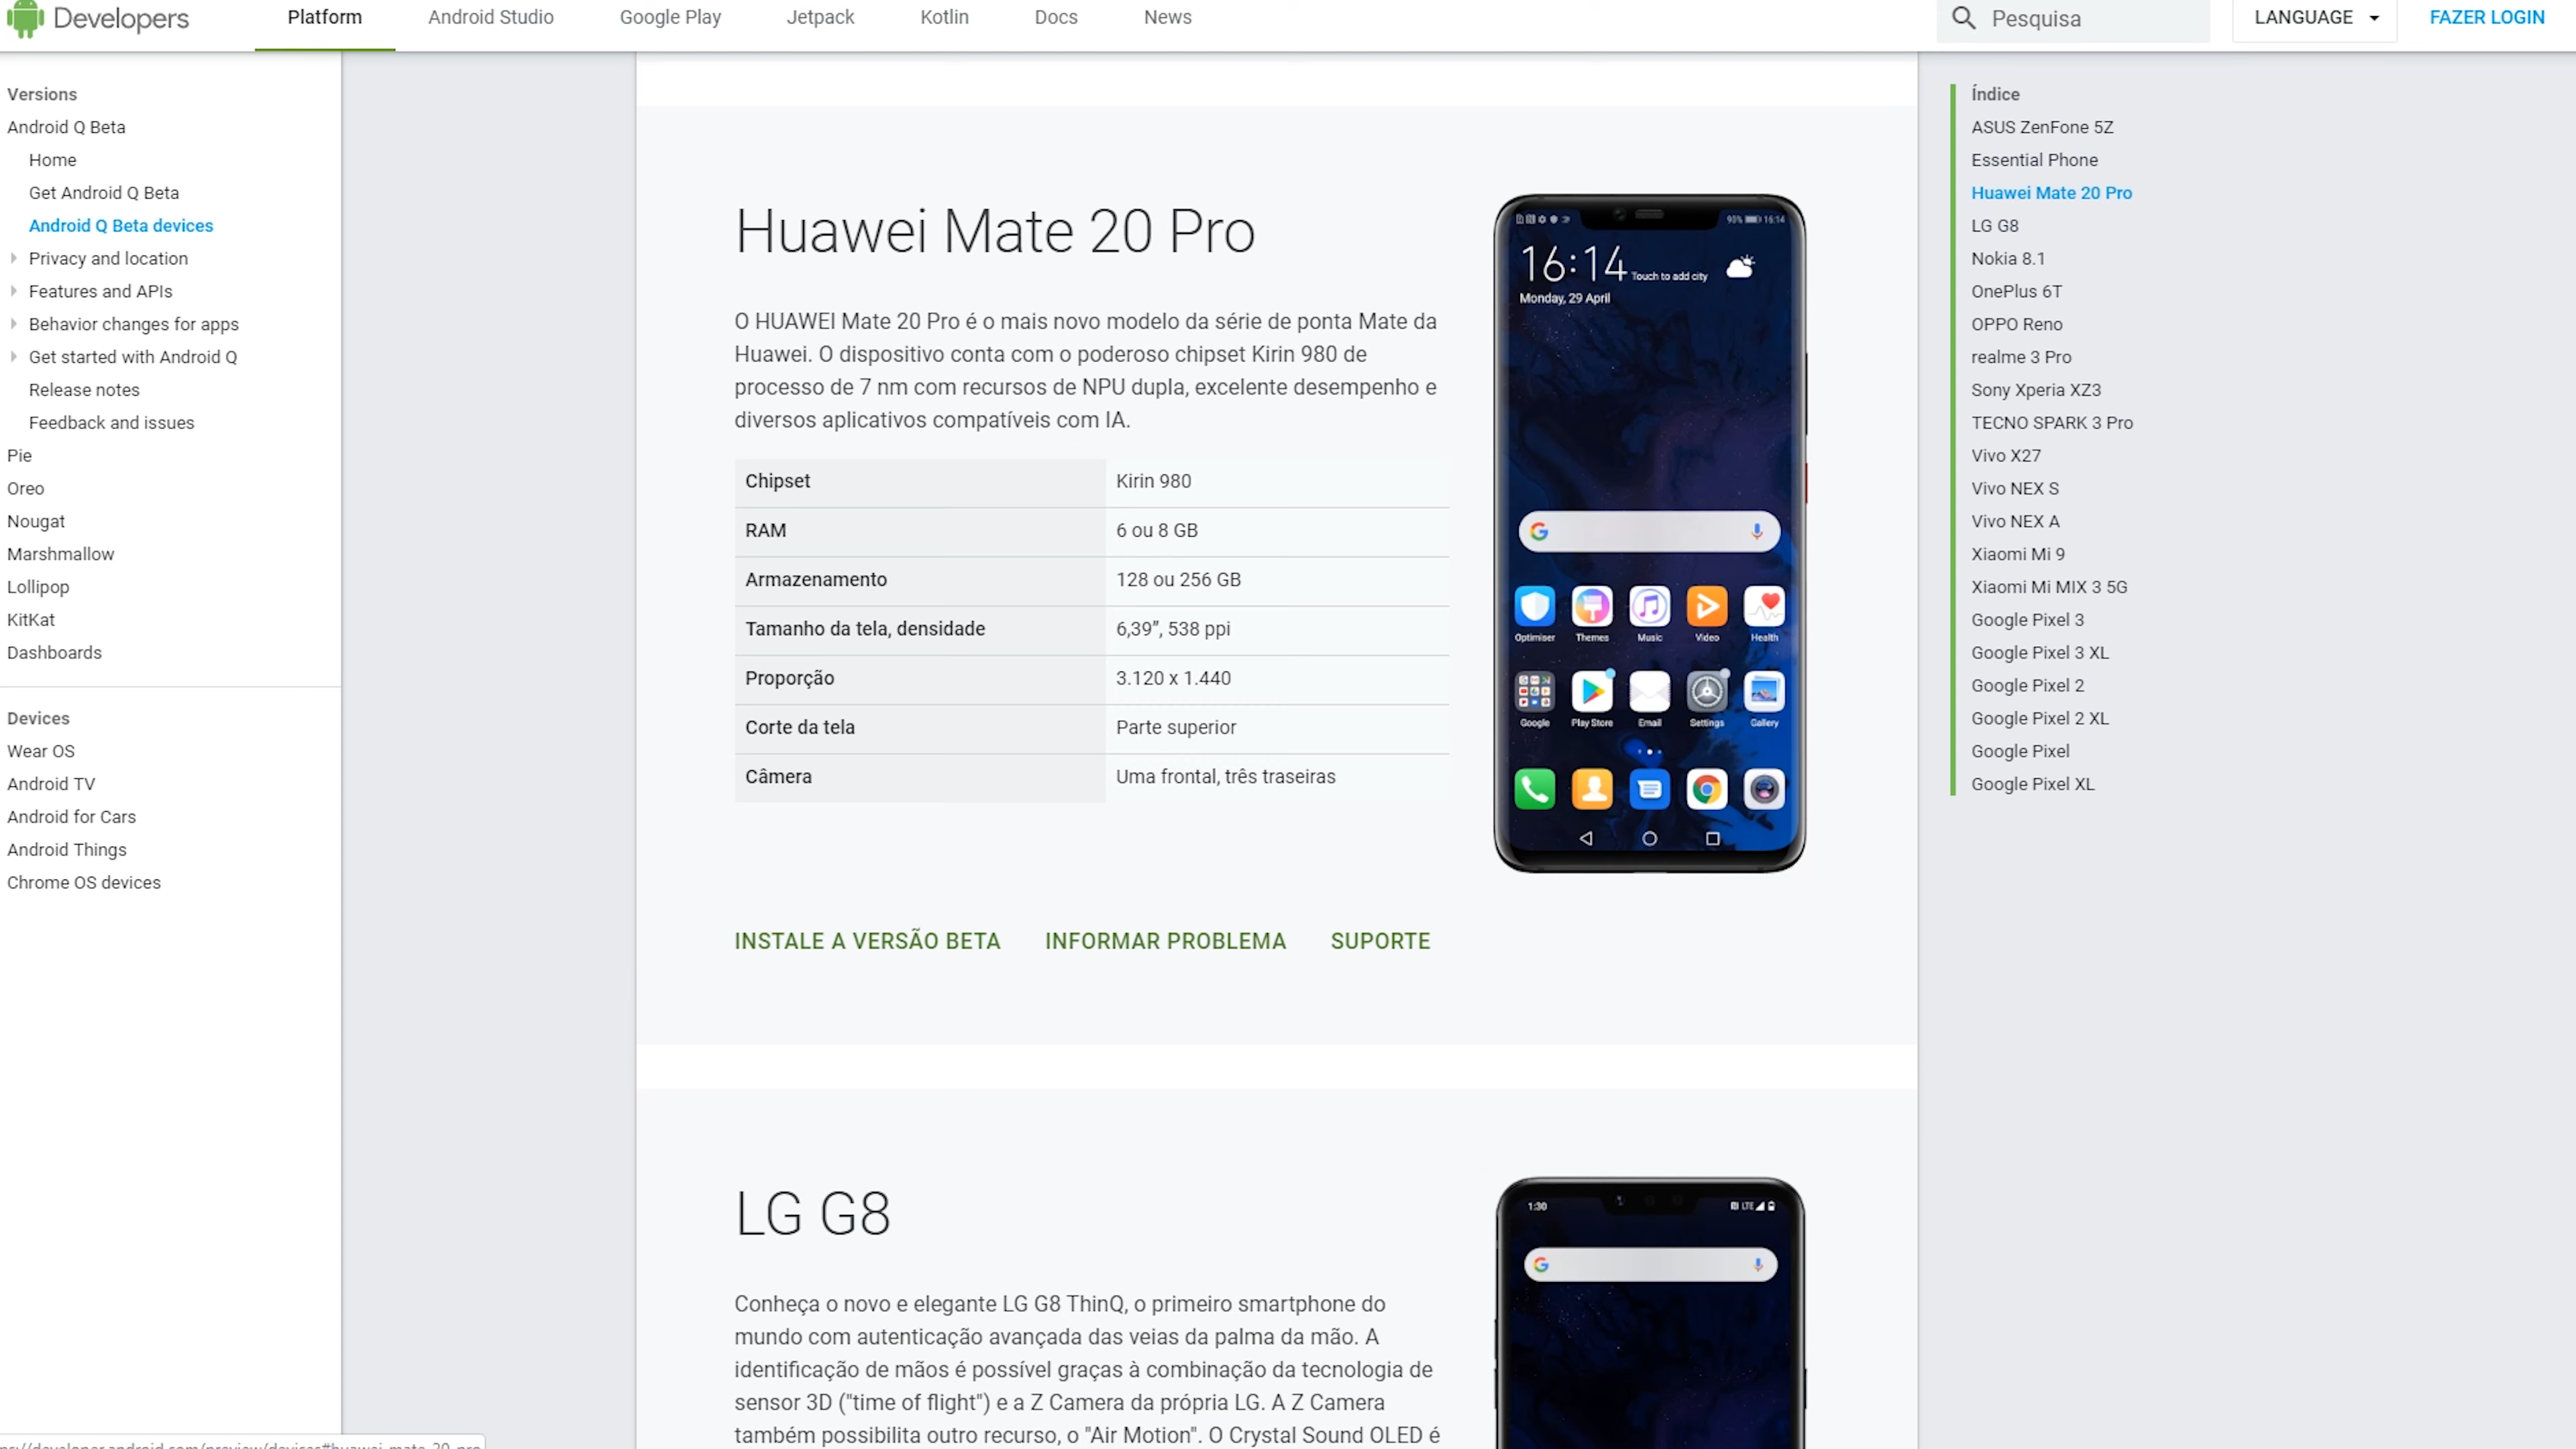 Developers
Platform
Android Studio
Google Play
Jetpack
Kotlin
Docs
News
Pesquisa
LANGUAGE
FAZER LOGIN
Versions
Android Q Beta
Home
Get Android Q Beta
Android Q Beta devices
Privacy and location
Features and APIs
Behavior changes for apps
Get started with Android Q
Release notes
Feedback and issues
Pie
Oreo
Nougat
Marshmallow
Lollipop
KitKat
Dashboards
Devices
Wear OS
Android TV
Android for Cars
Android Things
Chrome OS devices
Huawei Mate 20 Pro
O HUAWEI Mate 20 Pro é o mais novo modelo da série de ponta Mate da
Huawei. O dispositivo conta com o poderoso chipset Kirin 980 de
processo de 7 nm com recursos de NPU dupla, excelente desempenho e
diversos aplicativos compatíveis com IA.
Chipset Kirin 980
RAM 6 ou 8 GB
Armazenamento 128 ou 256 GB
Tamanho da tela, densidade 6,39”, 538 ppi
Proporção 3.120 x 1.440
Corte da tela Parte superior
Câmera Uma frontal, três traseiras
INSTALE A VERSÃO BETA
INFORMAR PROBLEMA
SUPORTE
90% 16:14
16:14 Touch to add city
Monday, 29 April
Optimiser Themes Music Video Health
Google Play Store Email Settings Gallery
LG G8
Conheça o novo e elegante LG G8 ThinQ, o primeiro smartphone do
mundo com autenticação avançada das veias da palma da mão. A
identificação de mãos é possível graças à combinação da tecnologia de
sensor 3D ("time of flight") e a Z Camera da própria LG. A Z Camera
também possibilita outro recurso, o "Air Motion". O Crystal Sound OLED é
1:30 LTE
Índice
ASUS ZenFone 5Z
Essential Phone
Huawei Mate 20 Pro
LG G8
Nokia 8.1
OnePlus 6T
OPPO Reno
realme 3 Pro
Sony Xperia XZ3
TECNO SPARK 3 Pro
Vivo X27
Vivo NEX S
Vivo NEX A
Xiaomi Mi 9
Xiaomi Mi MIX 3 5G
Google Pixel 3
Google Pixel 3 XL
Google Pixel 2
Google Pixel 2 XL
Google Pixel
Google Pixel XL